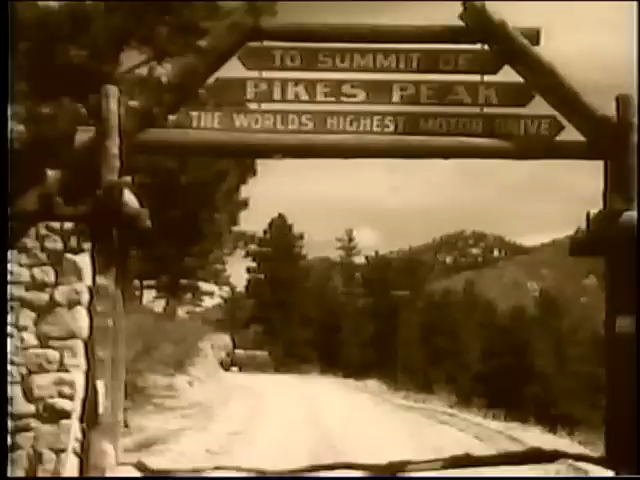 TO SUMMIT OF
PIKES PEAK
THE WORLDS HIGHEST MOTOR DRIVE